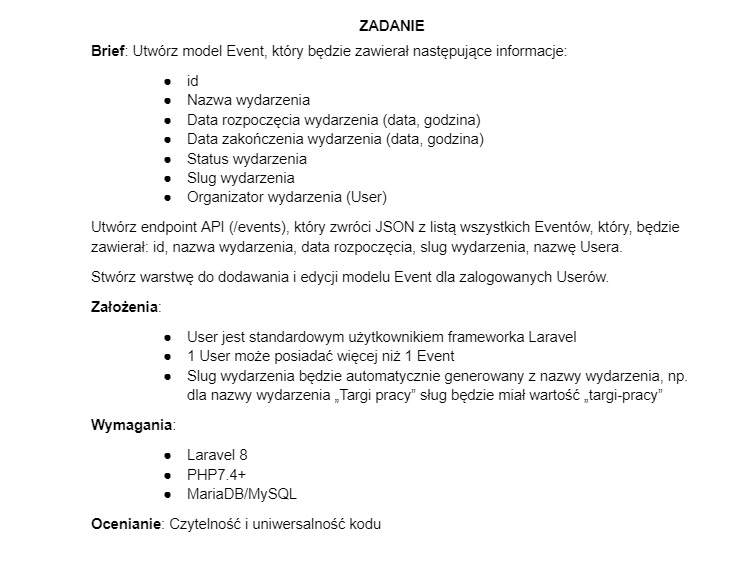 ZADANIE
Brief: Utwórz model Event, który będzie zawierał następujące informacje:
● id
● Nazwa wydarzenia
● Data rozpoczęcia wydarzenia (data, godzina)
● Data zakończenia wydarzenia (data, godzina)
● Status wydarzenia
● Slug wydarzenia
● Organizator wydarzenia (User)
Utwórz endpoint API (/events), który zwróci JSON z listą wszystkich Eventów, który, będzie
zawierał: id, nazwa wydarzenia, data rozpoczęcia, slug wydarzenia, nazwę Usera.
Stwórz warstwę do dodawania i edycji modelu Event dla zalogowanych Userów.
Założenia:
● User jest standardowym użytkownikiem frameworka Laravel
● 1 User może posiadać więcej niż 1 Event
● Slug wydarzenia będzie automatycznie generowany z nazwy wydarzenia, np.
dla nazwy wydarzenia „Targi pracy” sług będzie miał wartość „targi-pracy”
Wymagania:
● Laravel 8
● PHP7.4+
● MariaDB/MySQL
Ocenianie: Czytelność i uniwersalność kodu